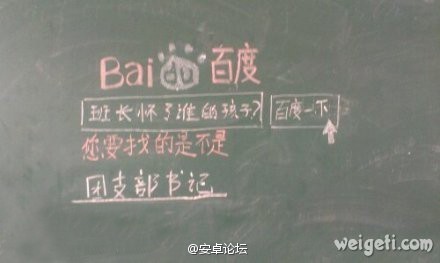 Bai du 百度
班长怀了谁的孩子? 百度一下
您要找的是不是
团支部书记
@安卓论坛
weigeti.com